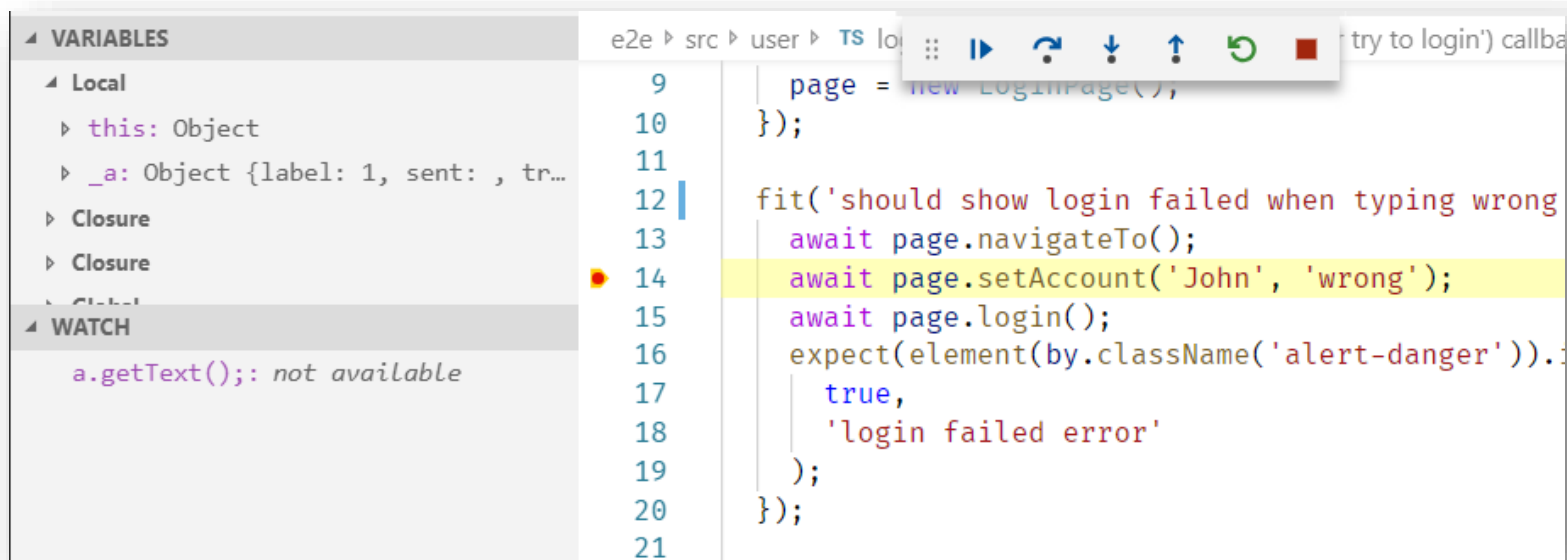 VARIABLES
Local
this: Object
_a: Object {label: 1, sent: , tr…
Closure
Closure
WATCH
a.getText();: not available
e2e src user TS
try to login')
9 page = new LoginPage();
10 });
11
12 fit('should show login failed when typing wrong
13 await page.navigateTo();
14 await page.setAccount('John', 'wrong');
15 await page.login();
16 expect(element(by.className('alert-danger')).
17 true,
18 'login failed error'
19 );
20 });
21